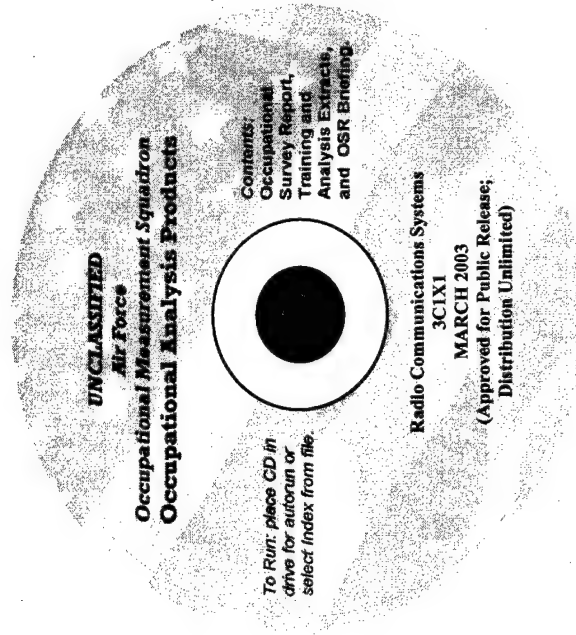 UNCLASSIFIED
Air Force
Occupational Measurement Squadron
Occupational Analysis Products
To Run: place CD in
drive for autorun or
select Index from file.
Contents:
Occupational
Survey Report,
Training and
Analysis Extracts,
and OSR Briefing.
Radio Communications Systems
3C1X1
MARCH 2003
(Approved for Public Release;
Distribution Unlimited)